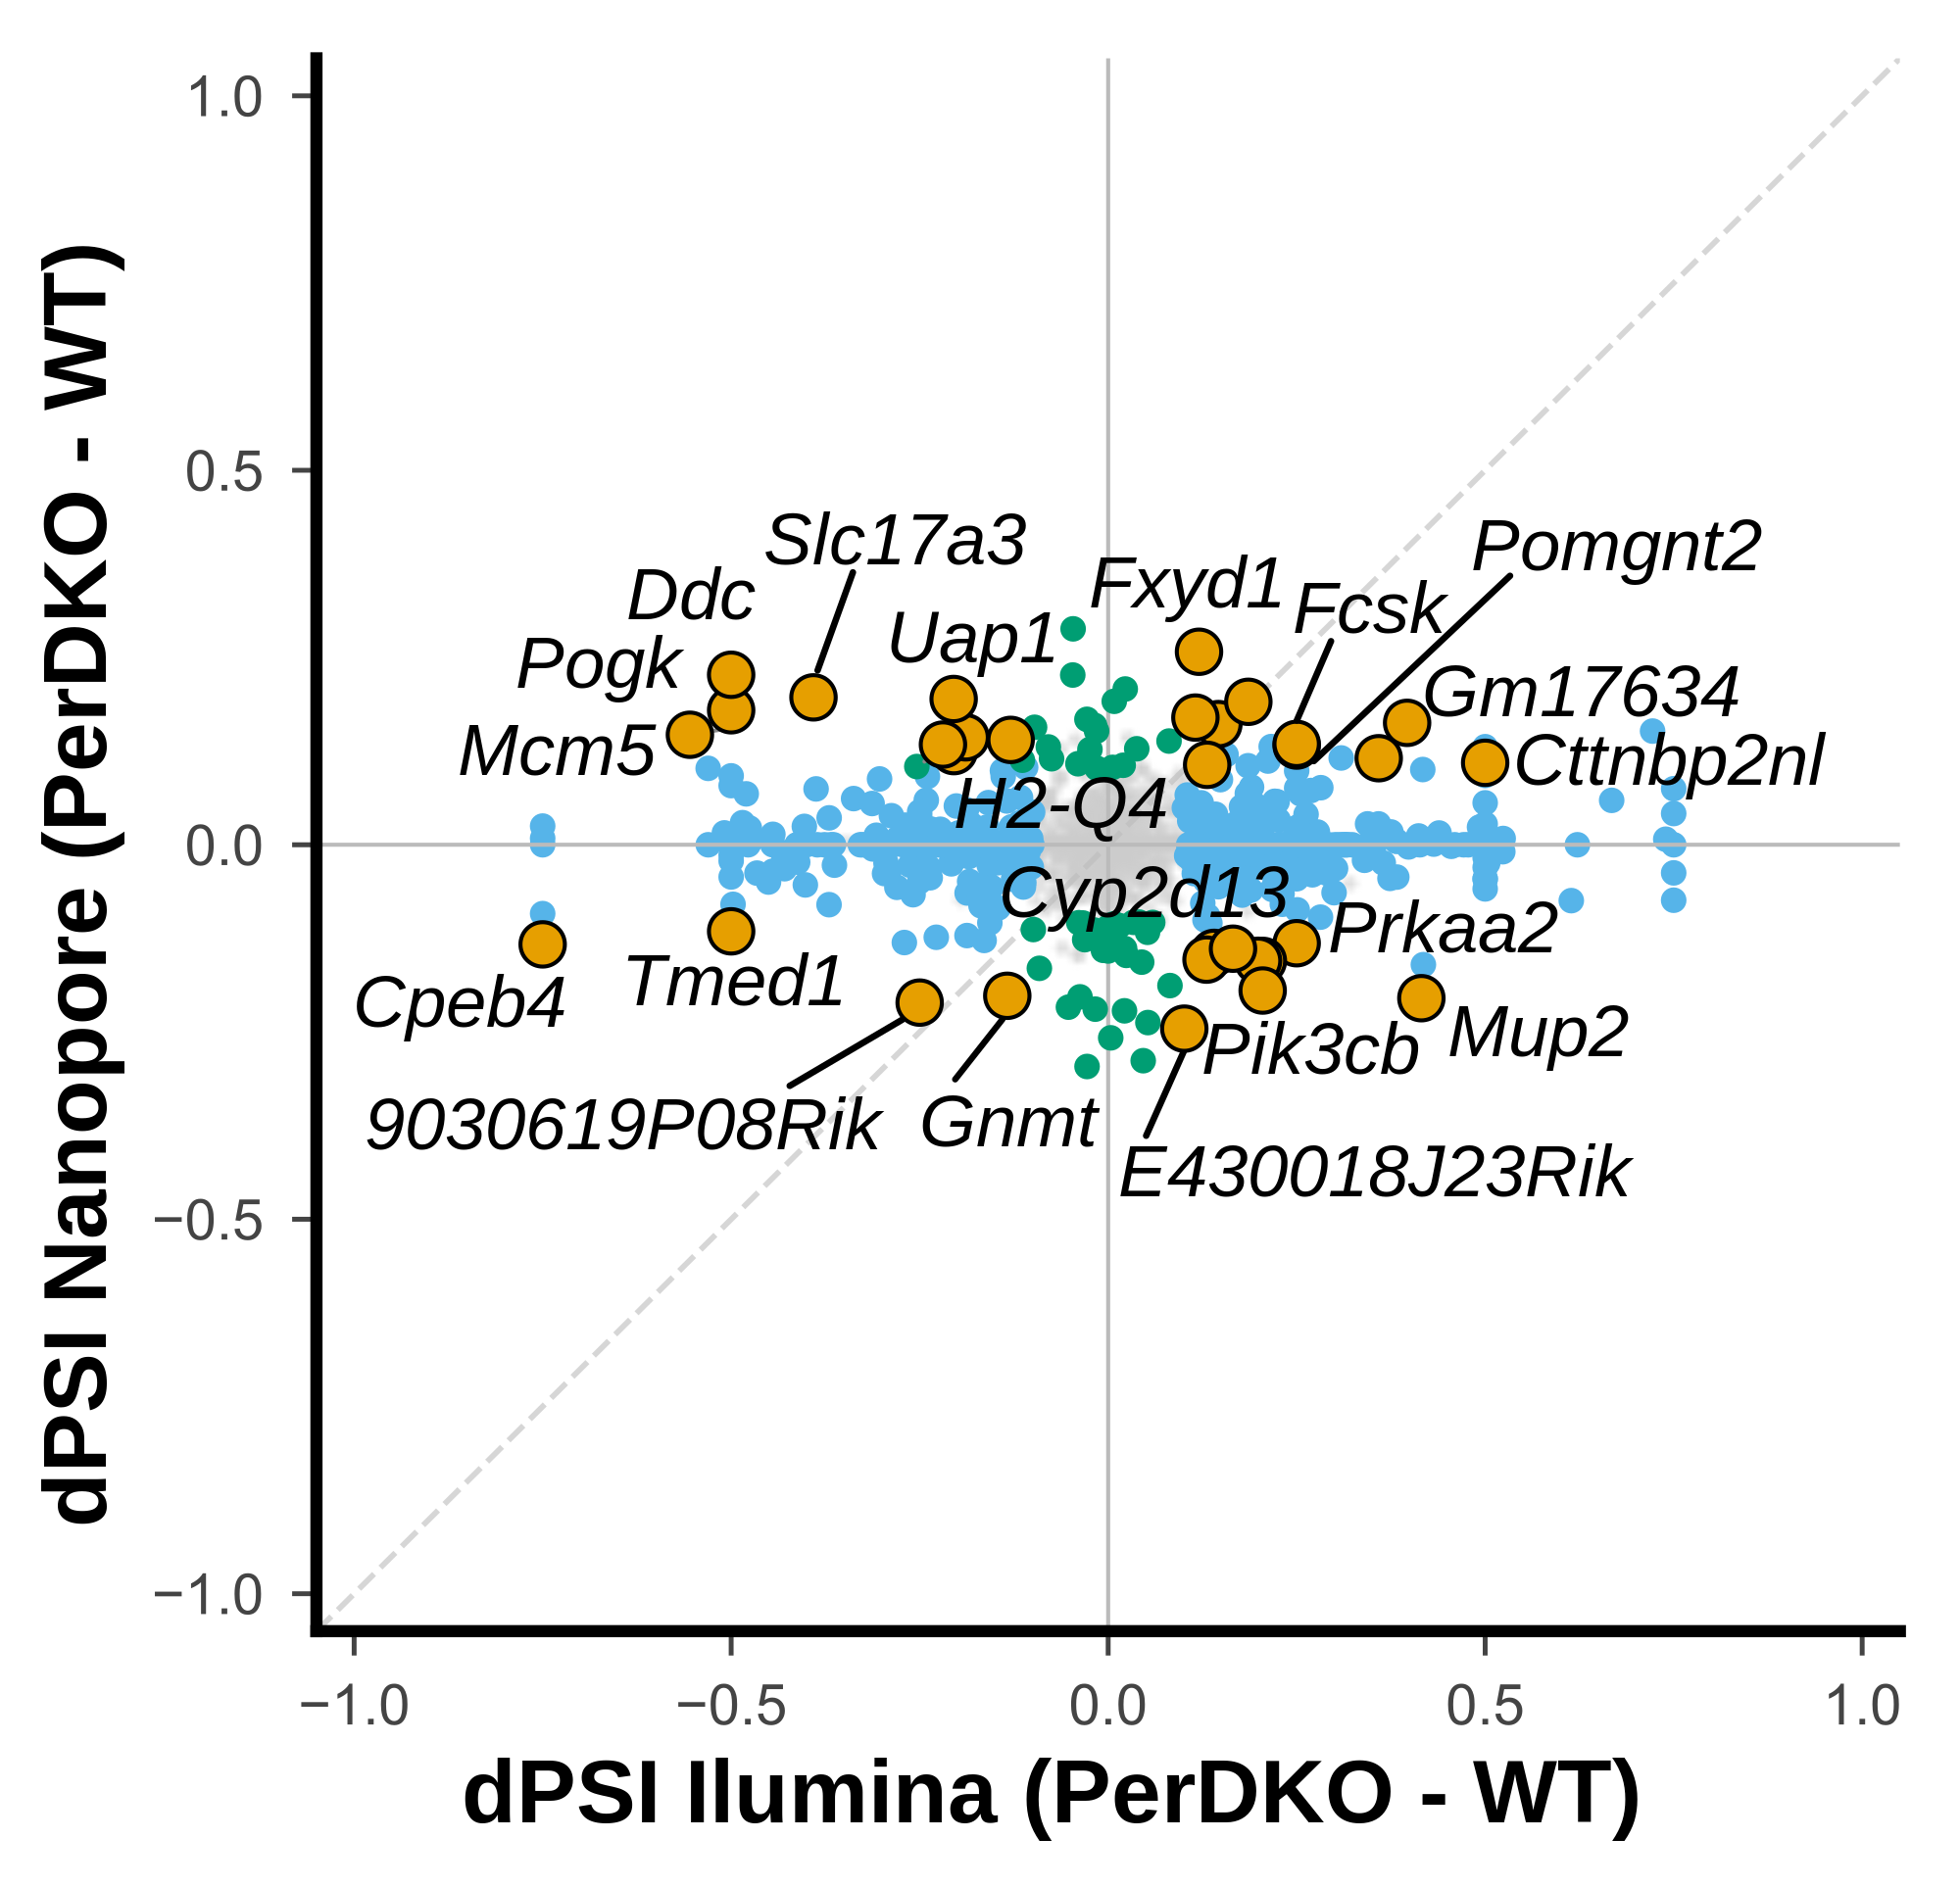 1.0
0.5
0.0
−0.5
−1.0
dPSI Nanopore (PerDKO - WT)
Slc17a3
Pomgnt2
Ddc
Fxyd1
Fcsk
Uap1
Pogk
Gm17634
Mcm5
Cttnbp2nl
H2-Q4
Cyp2d13
Prkaa2
Tmed1
Cpeb4
Mup2
Pik3cb
9030619P08Rik
Gnmt
E430018J23Rik
−1.0
−0.5
0.0
0.5
1.0
dPSI Ilumina (PerDKO - WT)